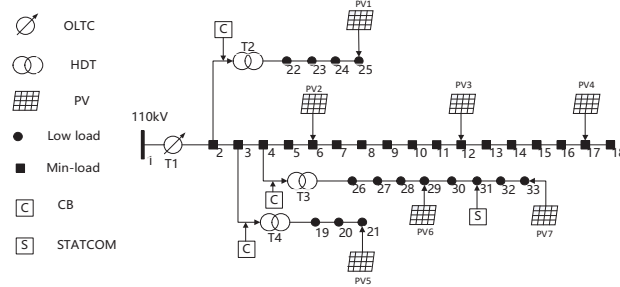 OLTC
HDT
PV
Low load
Min-load
C CB
S STATCOM
110kV
i
T1
PV1
C
T2
22 23 24 25
PV2 PV3 PV4
2 3 4 5 6 7 8 9 10 11 12 13 14 15 16 17 18
C
T3
26 27 28 29 30 31 32 33
C
T4
19 20 21
PV6
S
PV7
PV5